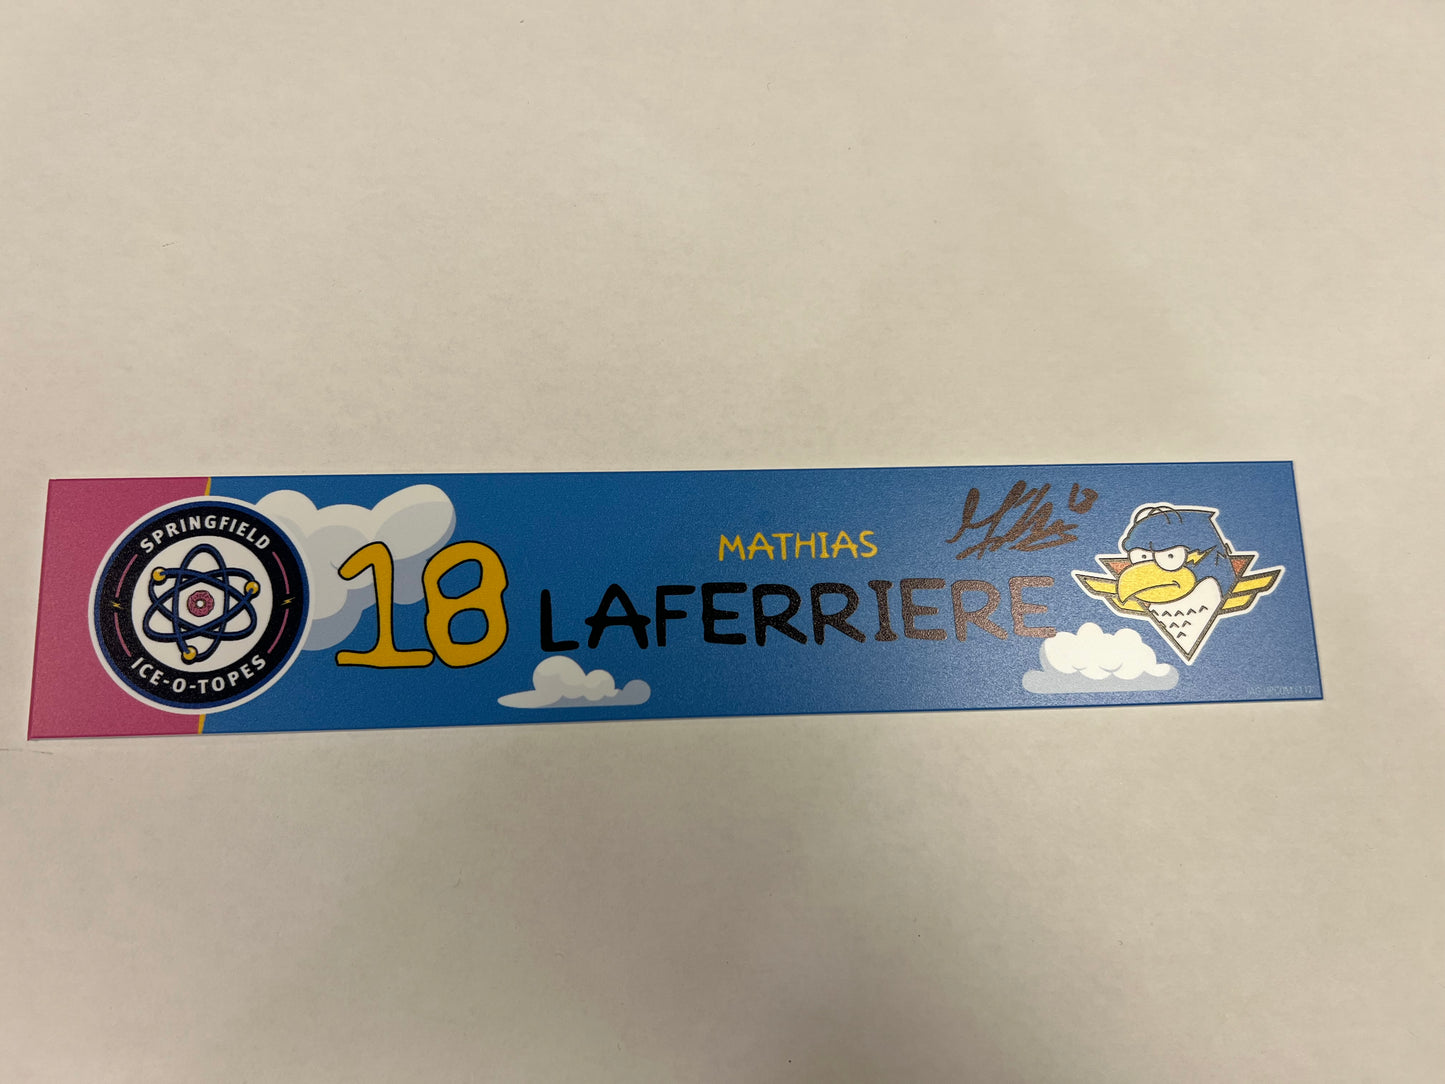 SPRINGFIELD
ICE-O-TOPES
18
MATHIAS
LAFERRIERE